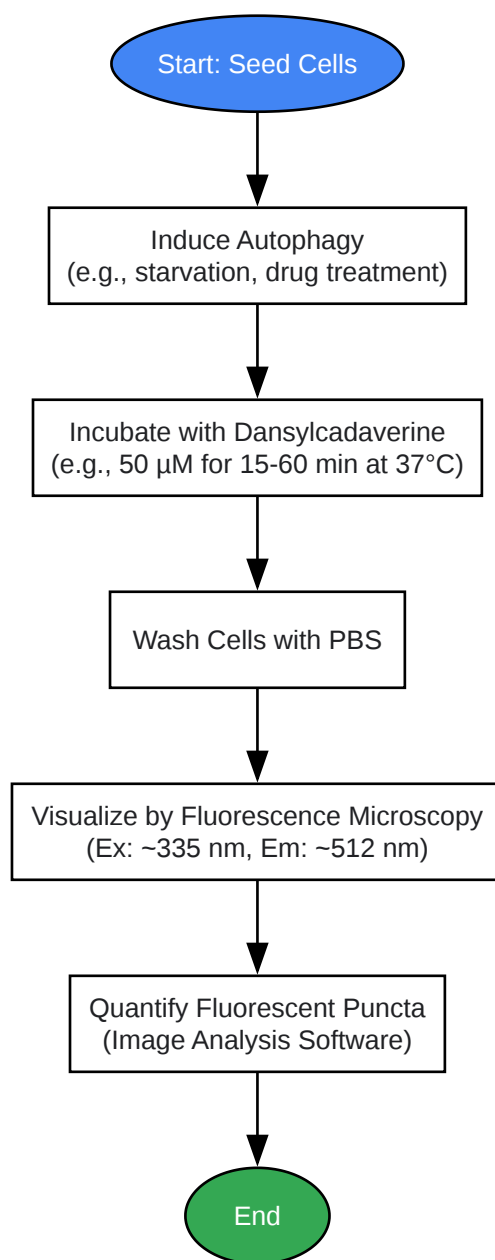 Start: Seed Cells
Induce Autophagy
(e.g., starvation, drug treatment)
Incubate with Dansylcadaverine
(e.g., 50 µM for 15-60 min at 37°C)
Wash Cells with PBS
Visualize by Fluorescence Microscopy
(Ex: ~335 nm, Em: ~512 nm)
Quantify Fluorescent Puncta
(Image Analysis Software)
End